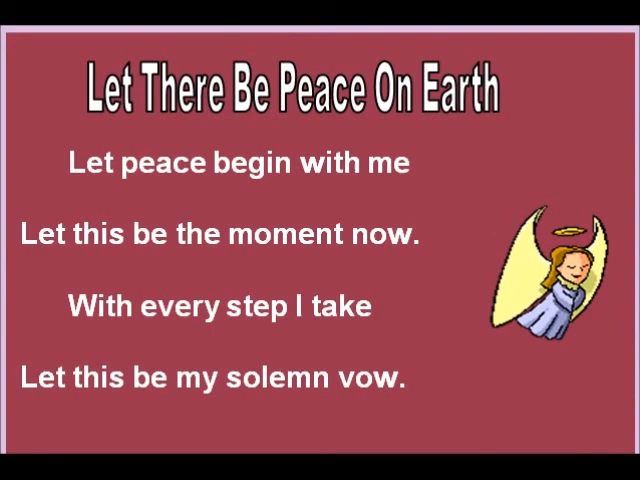 Let There Be Peace On Earth
Let peace begin with me
Let this be the moment now.
With every step I take
Let this be my solemn vow.